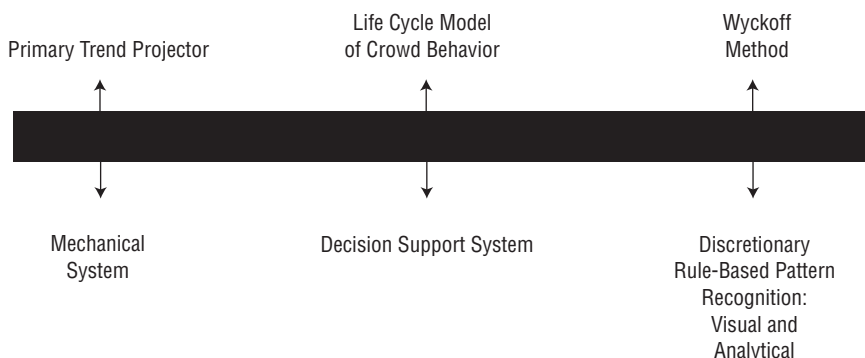 Primary Trend Projector
Life Cycle Model
of Crowd Behavior
Wyckoff
Method
Mechanical
System
Decision Support System
Discretionary
Rule-Based Pattern
Recognition:
Visual and
Analytical